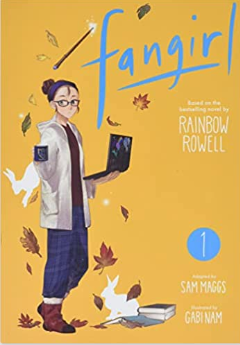 fangirl
Based on the
bestselling novel by
RAINBOW
ROWELL
1
Adapted by
SAM MAGGS
Illustrated by
GABI NAM